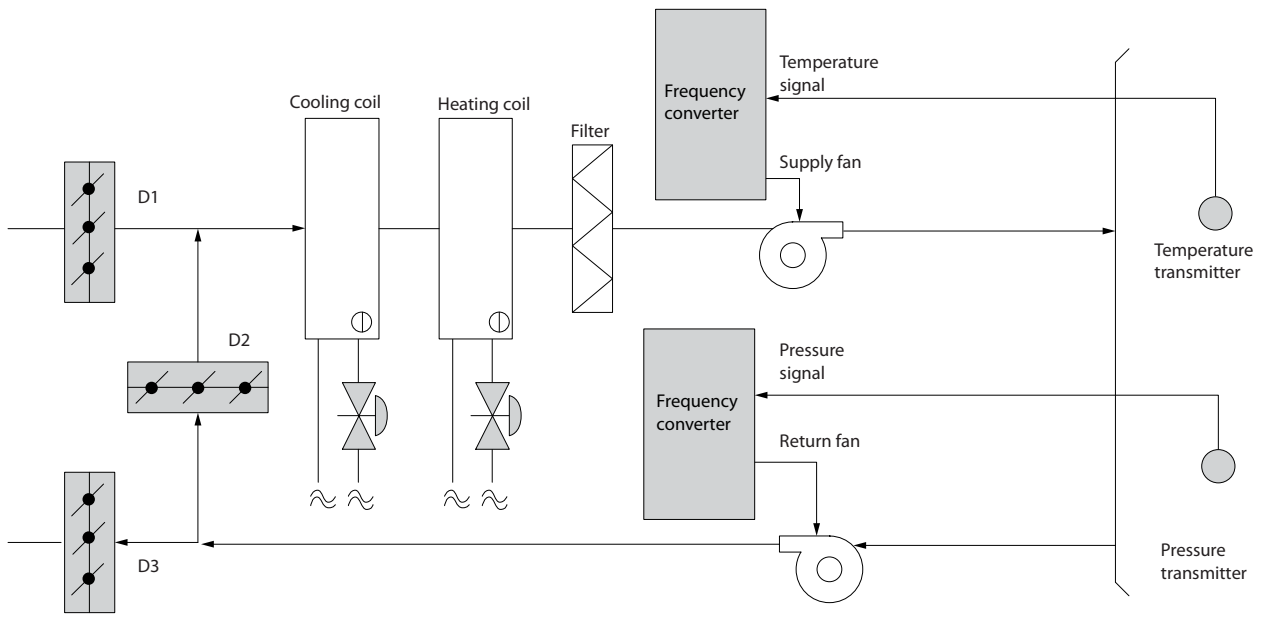 Temperature
signal
Frequency
converter
Cooling coil
Heating coil
Filter
Supply fan
D1
Temperature
transmitter
D2
Pressure
signal
Frequency
converter
Return fan
D3
Pressure
transmitter